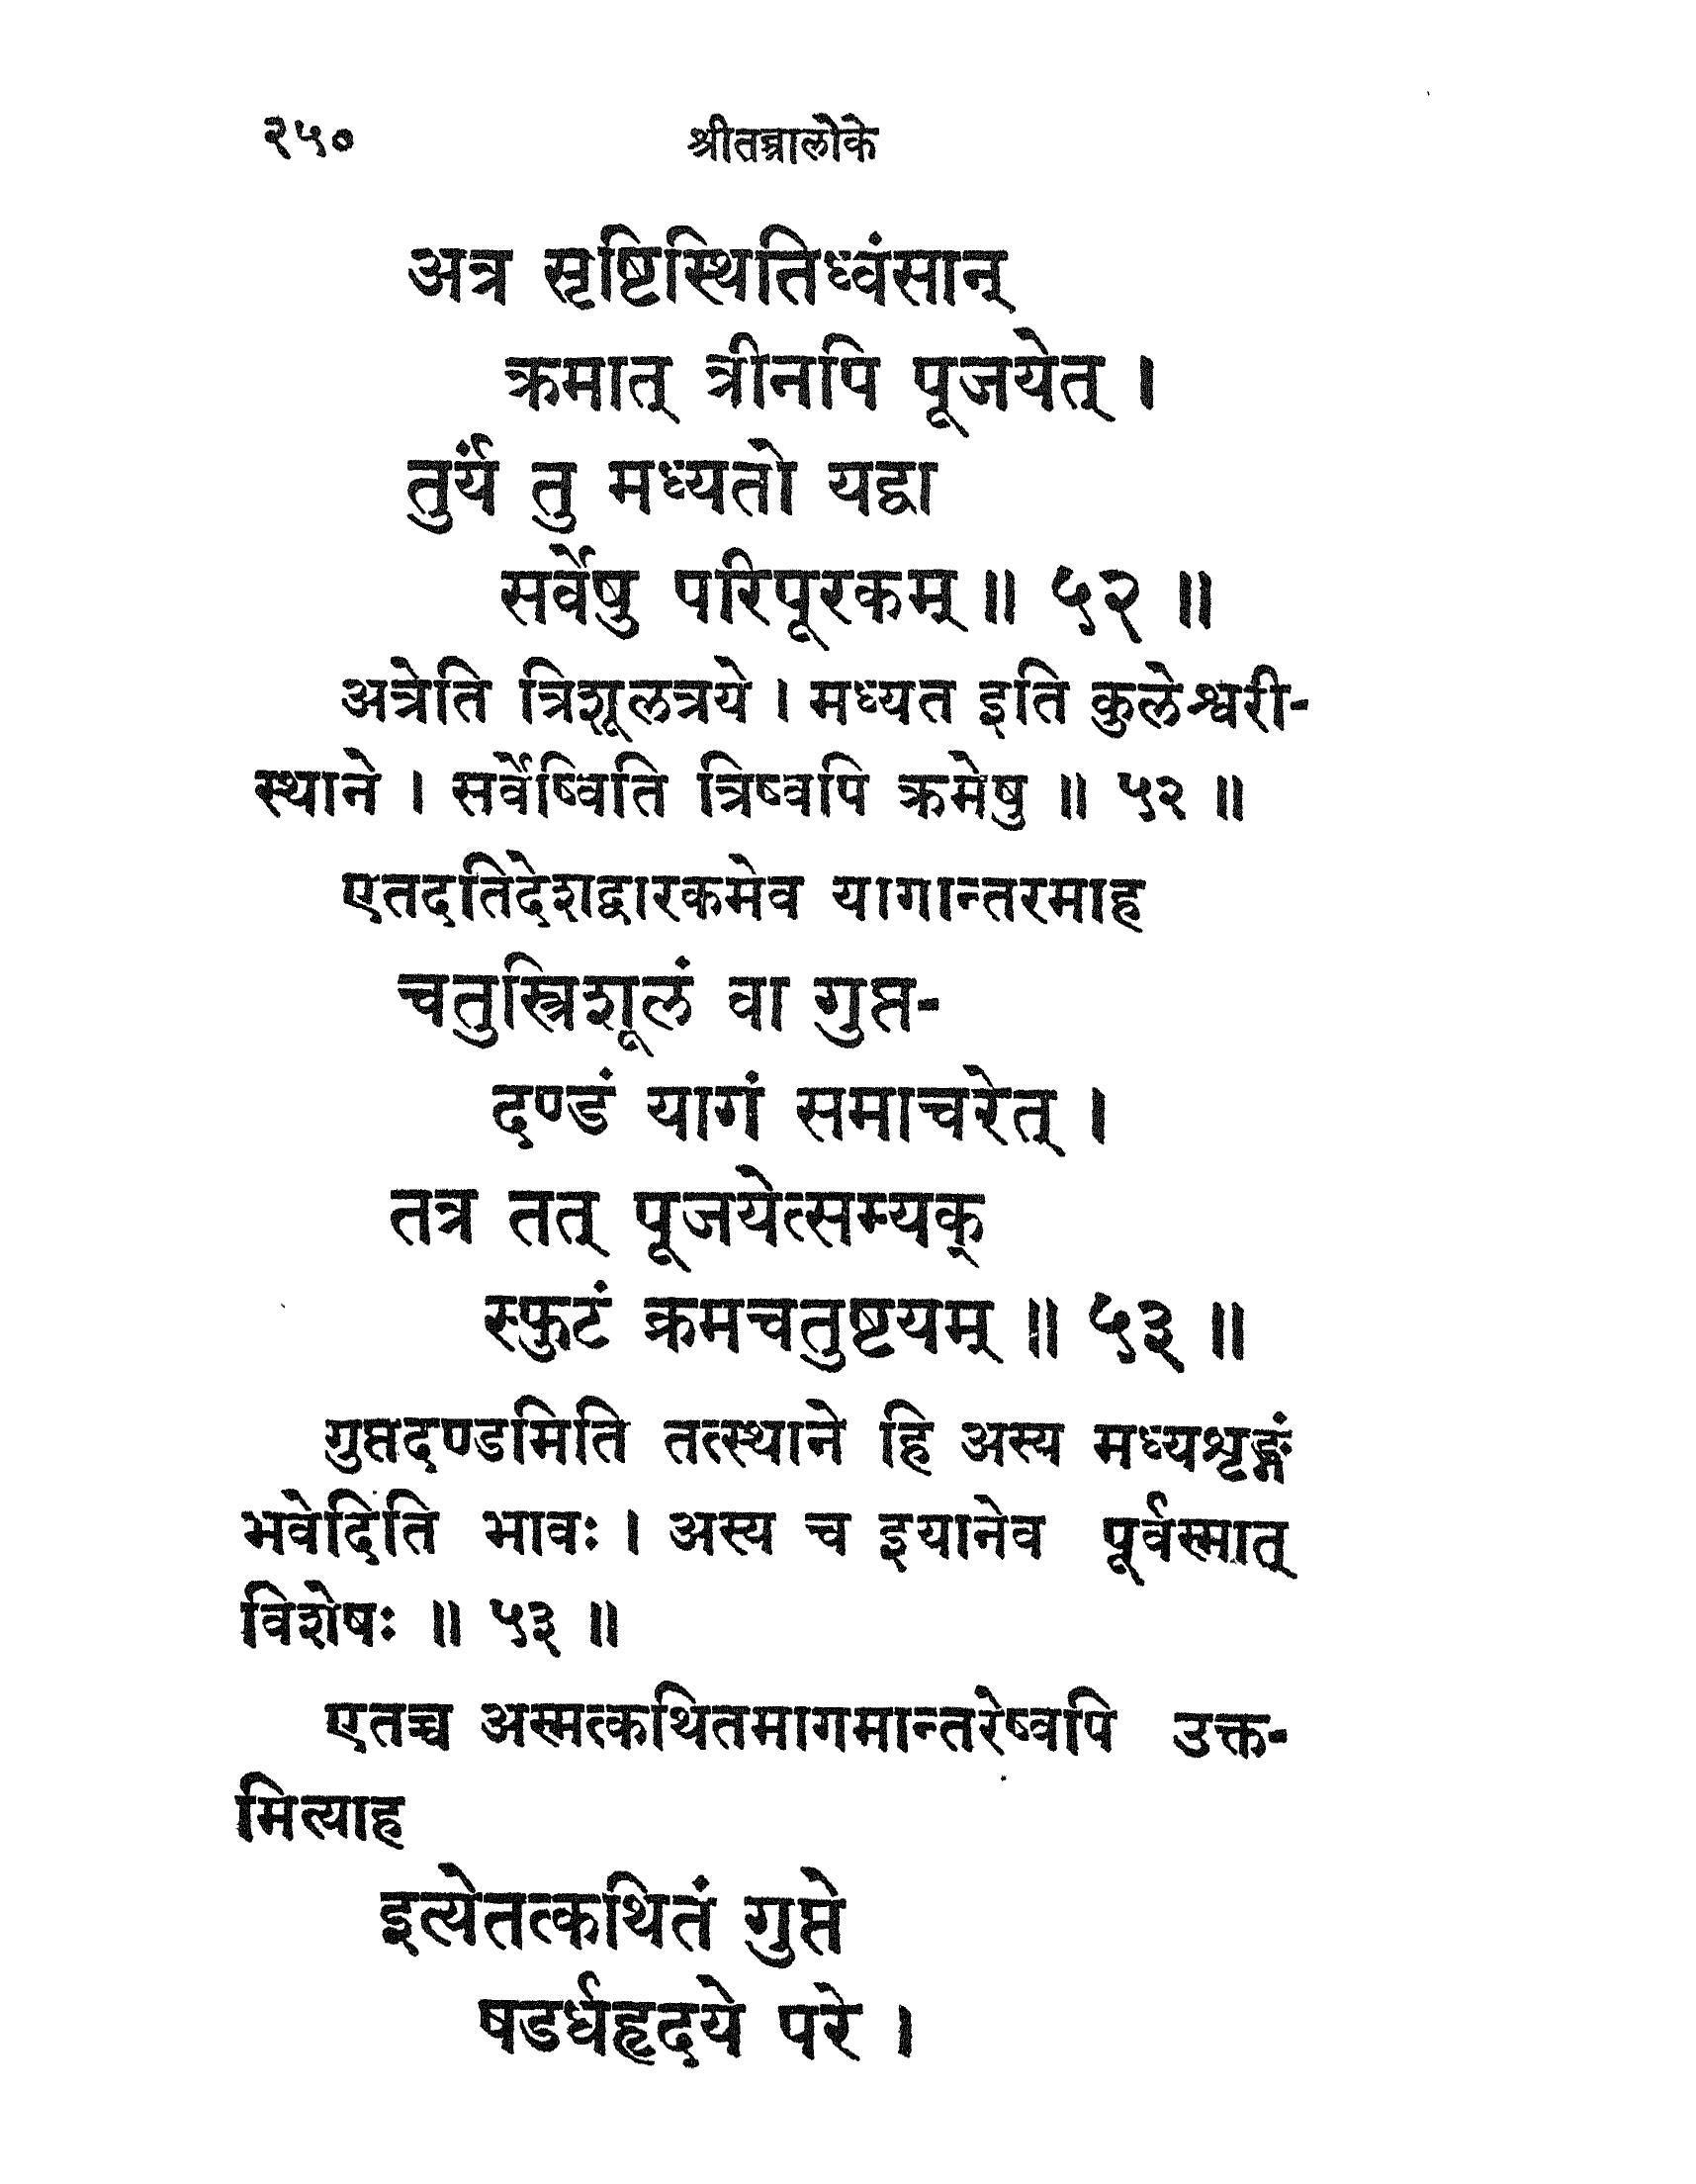 २५० श्रीतन्त्रालोके
अत्र सृष्टिस्थितिध्वंसान्
क्रमात् त्रीनपि पूजयेत् ।
तुर्यं तु मध्यतो यद्वा
सर्वेषु परिपूरकम् ॥ ५२ ॥
अत्रेति त्रिशूलत्रये । मध्यत इति कुलेश्वरी-
स्थाने । सर्वेष्विति त्रिष्वपि क्रमेषु ॥ ५२ ॥
एतदतिदेशद्वारकमेव यागान्तरमाह
चतुस्त्रिशूलं वा गुप्त-
दण्डं यागं समाचरेत् ।
तत्र तत् पूजयेत्सम्यक्
स्फुटं क्रमचतुष्टयम् ॥ ५३ ॥
गुप्तदण्डमिति तत्स्थाने हि अस्य मध्यशृङ्गं
भवेदिति भावः । अस्य च इयानेव पूर्वस्मात्
विशेषः ॥ ५३ ॥
एतच्च अस्मत्कथितमागमान्तरेष्वपि उक्त-
मित्याह
इत्येतत्कथितं गुप्ते
षडर्धहृदये परे ।